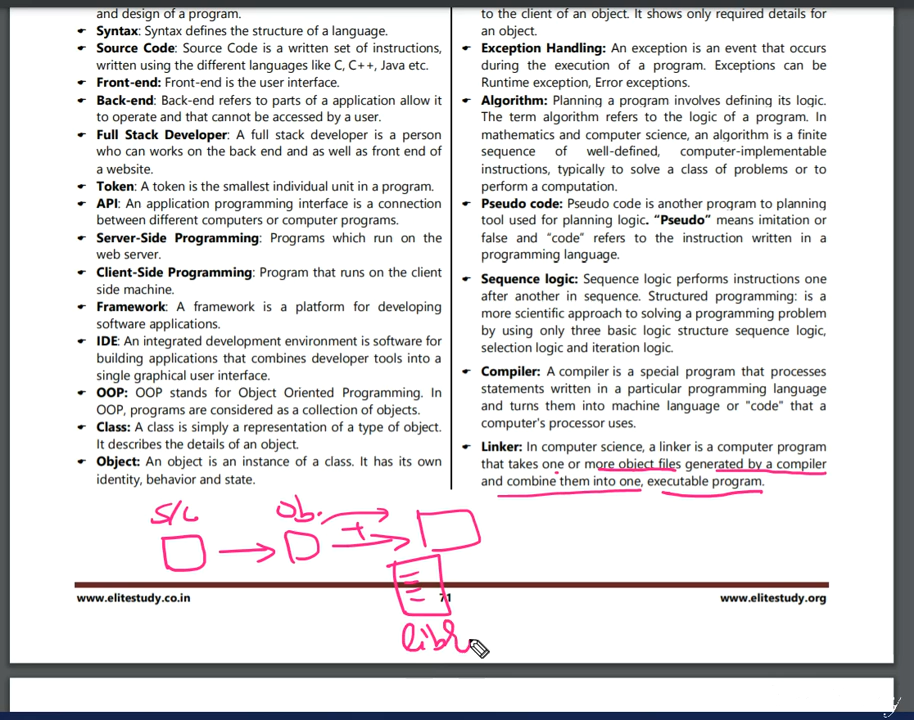 and design of a program.
Syntax: Syntax defines the structure of a language.
Source Code: Source Code is a written set of instructions,
written using the different languages like C, C++, Java etc.
Front-end: Front-end is the user interface.
Back-end: Back-end refers to parts of a application allow it
to operate and that cannot be accessed by a user.
Full Stack Developer: A full stack developer is a person
who can works on the back end and as well as front end of
a website.
Token: A token is the smallest individual unit in a program.
API: An application programming interface is a connection
between different computers or computer programs.
Server-Side Programming: Programs which run on the
web server.
Client-Side Programming: Program that runs on the client
side machine.
Framework: A framework is a platform for developing
software applications.
IDE: An integrated development environment is software for
building applications that combines developer tools into a
single graphical user interface.
OOP: OOP stands for Object Oriented Programming. In
OOP, programs are considered as a collection of objects.
Class: A class is simply a representation of a type of object.
It describes the details of an object.
Object: An object is an instance of a class. It has its own
identity, behavior and state.
to the client of an object. It shows only required details for
an object.
Exception Handling: An exception is an event that occurs
during the execution of a program. Exceptions can be
Runtime exception, Error exceptions.
Algorithm: Planning a program involves defining its logic.
The term algorithm refers to the logic of a program. In
mathematics and computer science, an algorithm is a finite
sequence of well-defined, computer-implementable
instructions, typically to solve a class of problems or to
perform a computation.
Pseudo code: Pseudo code is another program to planning
tool used for planning logic. “Pseudo” means imitation or
false and “code” refers to the instruction written in a
programming language.
Sequence logic: Sequence logic performs instructions one
after another in sequence. Structured programming: is a
more scientific approach to solving a programming problem
by using only three basic logic structure sequence logic,
selection logic and iteration logic.
Compiler: A compiler is a special program that processes
statements written in a particular programming language
and turns them into machine language or "code" that a
computer's processor uses.
Linker: In computer science, a linker is a computer program
that takes one or more object files generated by a compiler
and combine them into one, executable program.
S/C Ob.
+
www.elitestudy.co.in 71 www.elitestudy.org
libr